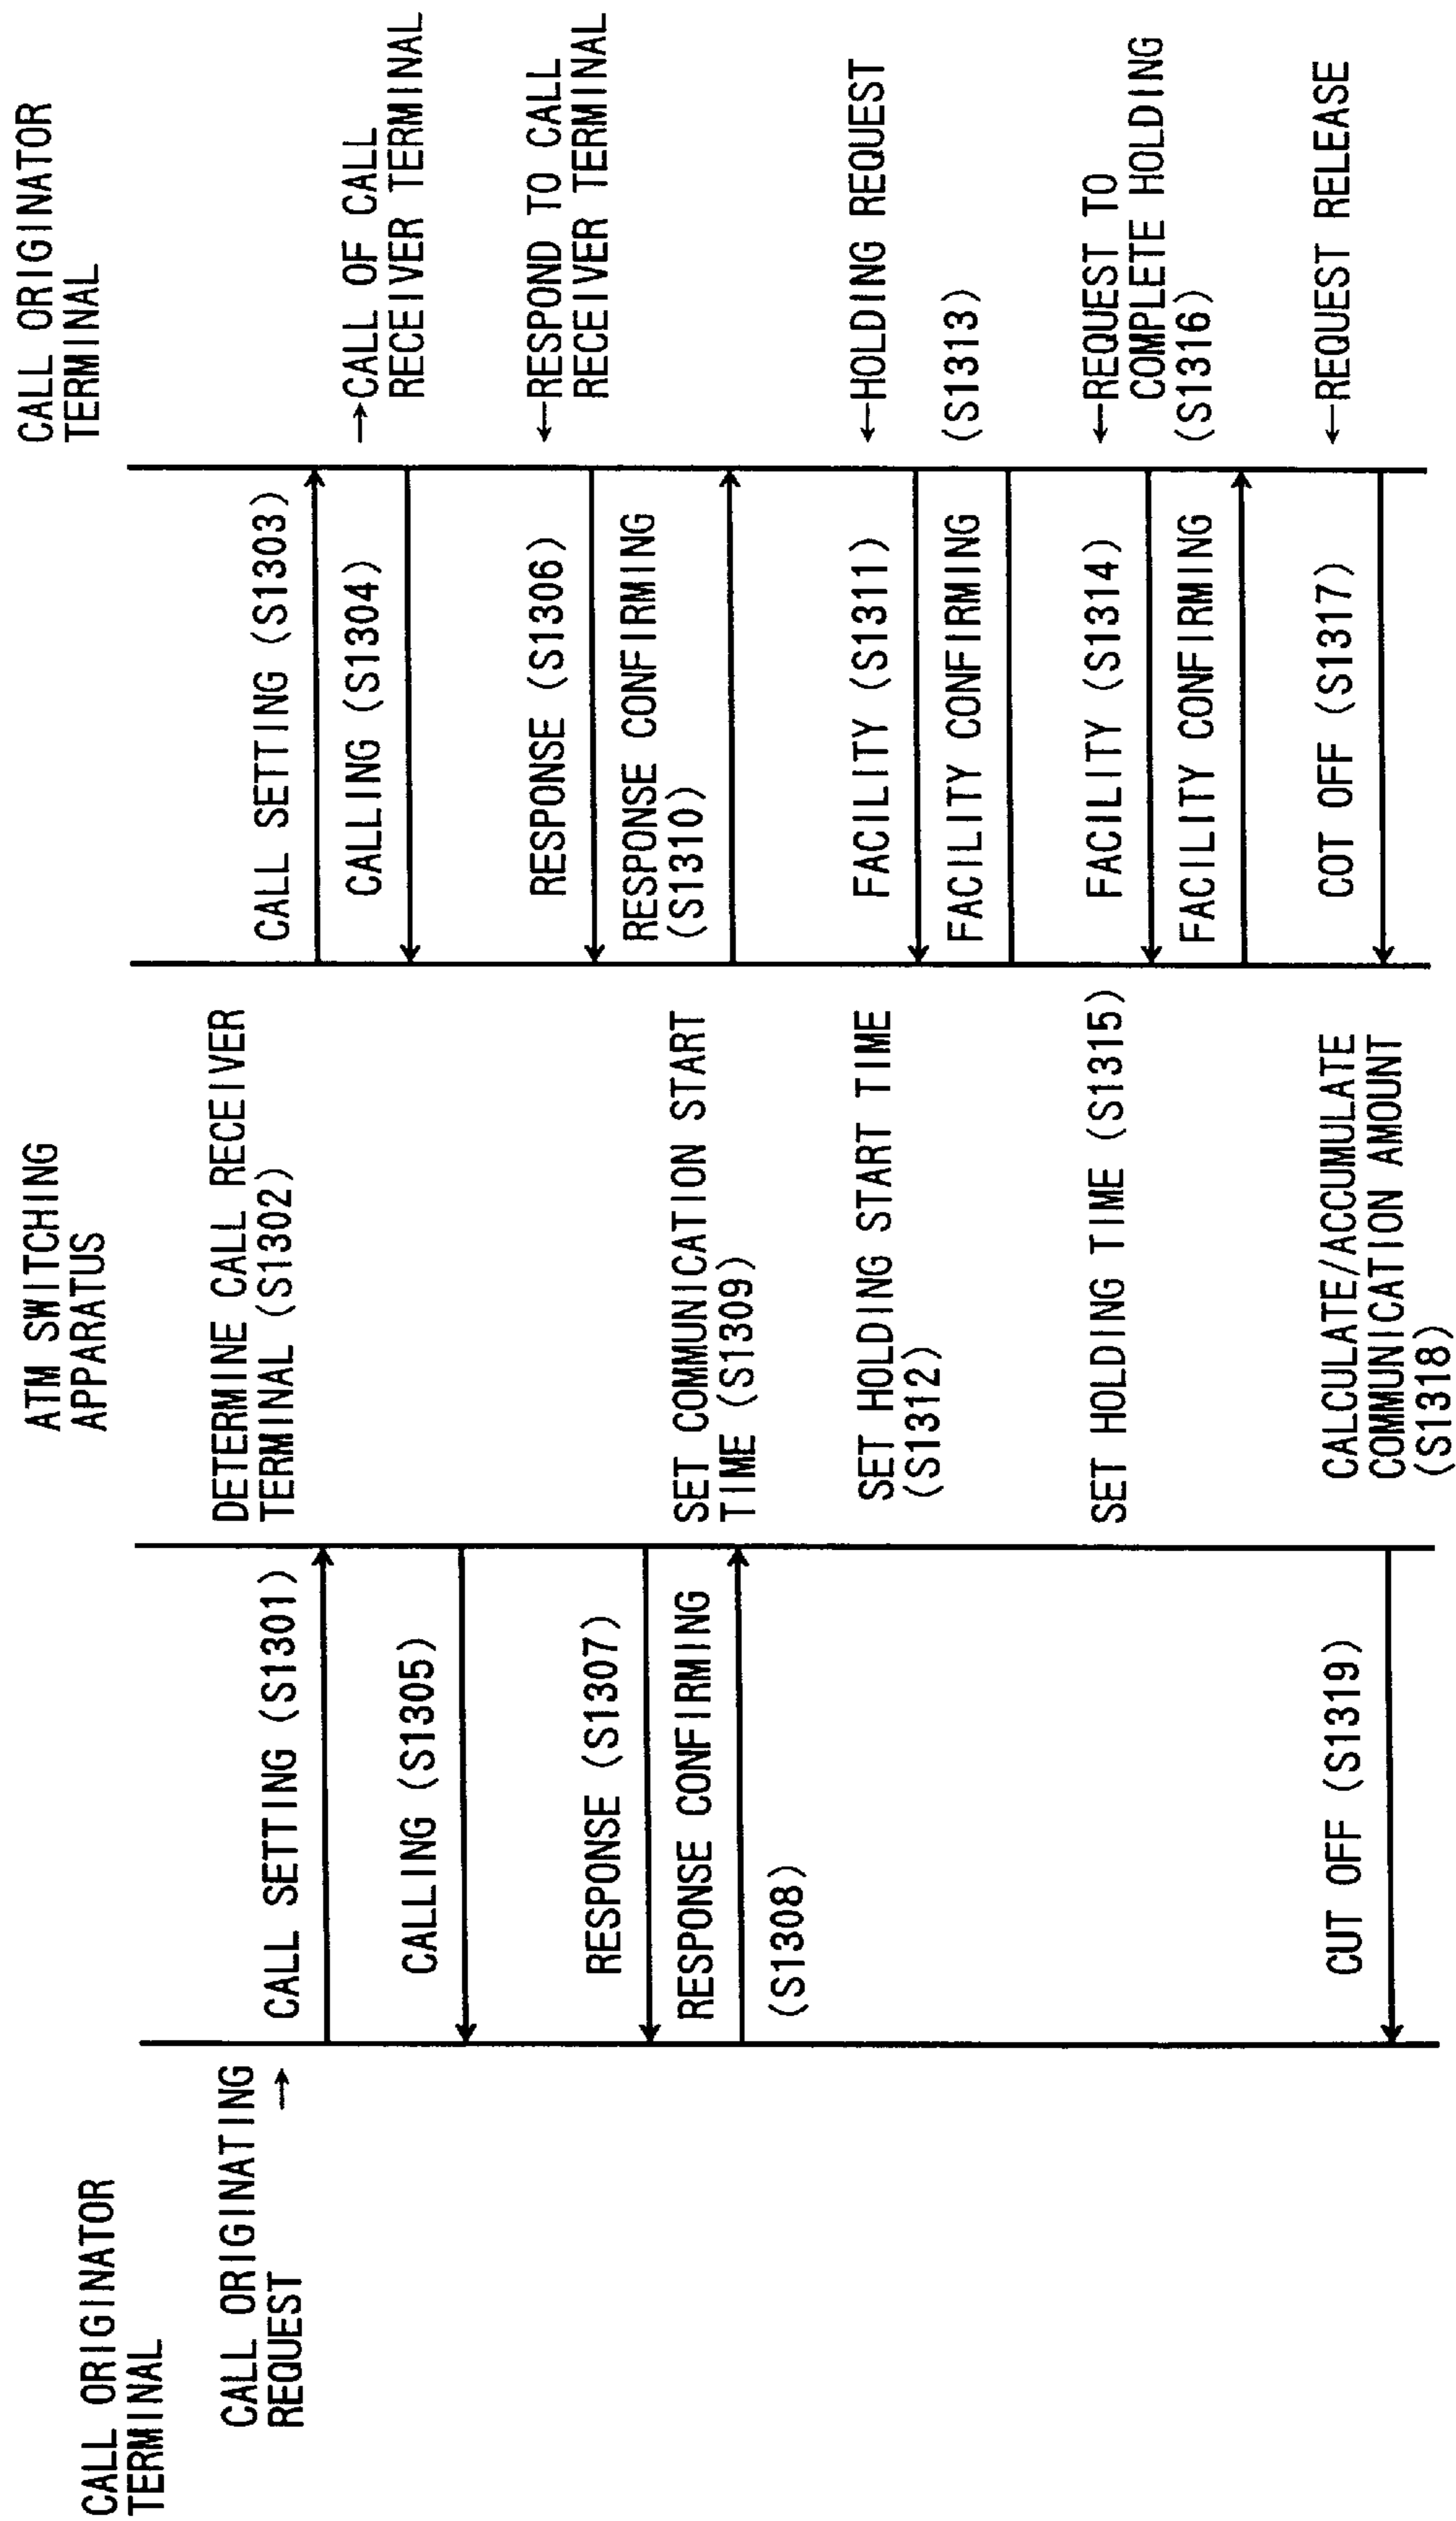 CALL ORIGINATOR
TERMINAL
ATM SWITCHING
APPARATUS
CALL ORIGINATOR
TERMINAL
CALL ORIGINATING
REQUEST →
CALL SETTING (S1301)
DETERMINE CALL RECEIVER
TERMINAL (S1302)
CALL SETTING (S1303)
→CALL OF CALL
RECEIVER TERMINAL
CALLING (S1304)
CALLING (S1305)
←RESPOND TO CALL
RECEIVER TERMINAL
RESPONSE (S1306)
RESPONSE (S1307)
RESPONSE CONFIRMING
(S1308)
SET COMMUNICATION START
TIME (S1309)
RESPONSE CONFIRMING
(S1310)
←HOLDING REQUEST
FACILITY (S1311)
SET HOLDING START TIME
(S1312)
FACILITY CONFIRMING
(S1313)
←REQUEST TO
COMPLETE HOLDING
FACILITY (S1314)
SET HOLDING TIME (S1315)
FACILITY CONFIRMING
(S1316)
←REQUEST RELEASE
COT OFF (S1317)
CALCULATE/ACCUMULATE
COMMUNICATION AMOUNT
(S1318)
CUT OFF (S1319)